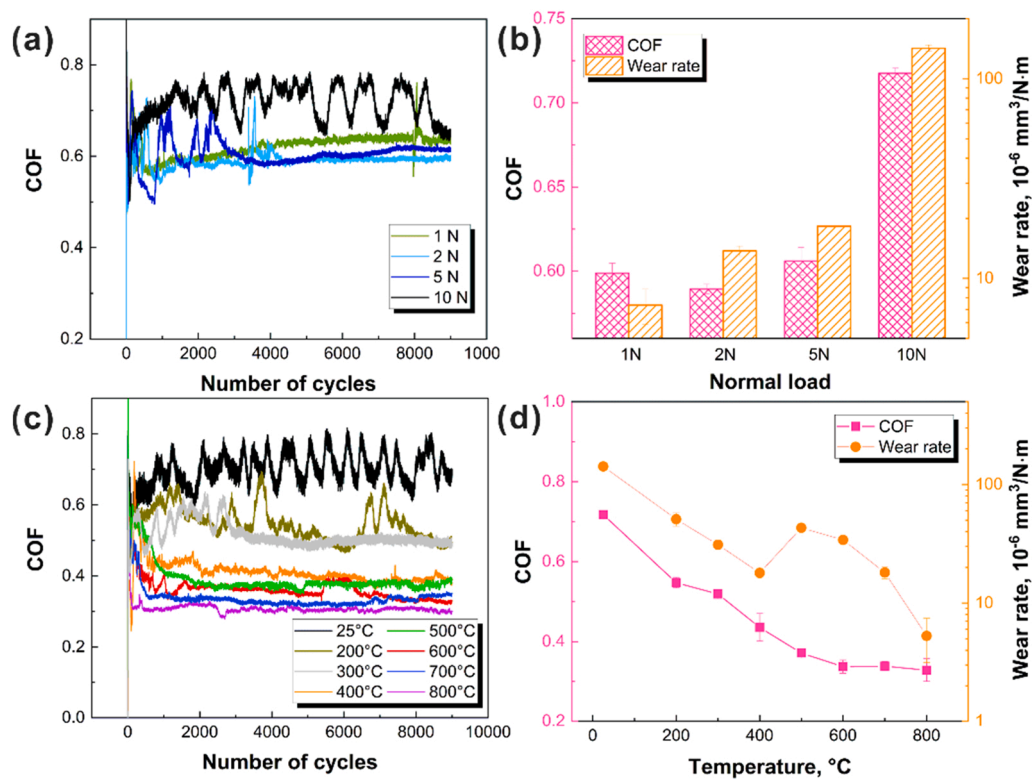 (a)
0.8
0.6
0.4
0.2
COF
0 2000 4000 6000 8000 10000
Number of cycles
1 N
2 N
5 N
10 N
(b)
0.75
0.70
0.65
0.60
COF
COF
Wear rate
100
10
Wear rate, 10⁻⁶ mm³/N·m
1N 2N 5N 10N
Normal load
(c)
0.8
0.6
0.4
0.2
0.0
COF
0 2000 4000 6000 8000 10000
Number of cycles
25°C 500°C
200°C 600°C
300°C 700°C
400°C 800°C
(d)
1.0
0.8
0.6
0.4
0.2
COF
COF
Wear rate
100
10
1
Wear rate, 10⁻⁶ mm³/N·m
0 200 400 600 800
Temperature, °C